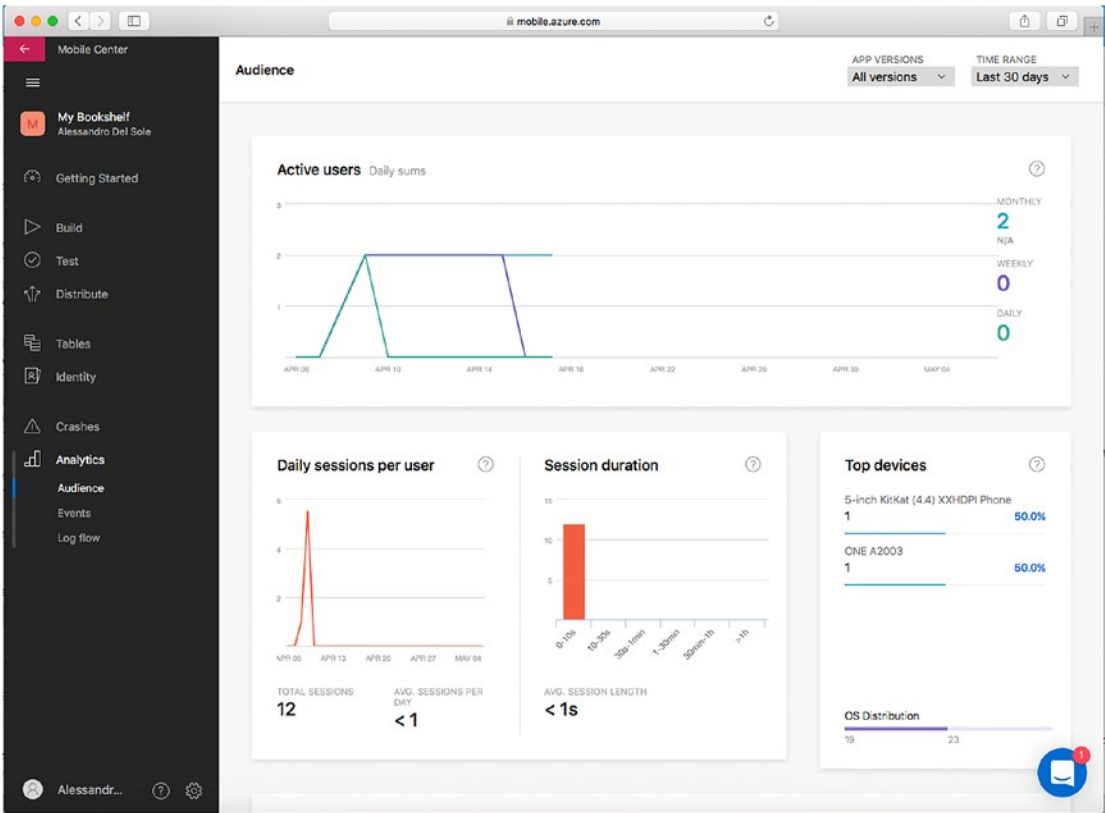 mobile.azure.com
Mobile Center
M
My Bookshelf
Alessandro Del Sole
Getting Started
Build
Test
Distribute
Tables
Identity
Crashes
Analytics
Audience
Events
Log flow
Alessandr...
Audience
APP VERSIONS
All versions
TIME RANGE
Last 30 days
Active users Daily sums
3
2
1
APR 10
APR 14
APR 18
APR 22
APR 26
APR 30
MAY 04
MONTHLY
2
N/A
WEEKLY
0
DAILY
0
Daily sessions per user
6
4
2
APR 13
APR 20
APR 27
MAY 04
TOTAL SESSIONS
12
AVG. SESSIONS PER
DAY
< 1
Session duration
15
10
5
0-10s
10-30s
30s-1min
1-30min
30min-1h
>1h
AVG. SESSION LENGTH
< 1s
Top devices
5-inch KitKat (4.4) XXHDPI Phone
1 50.0%
ONE A2003
1 50.0%
OS Distribution
19 23
1